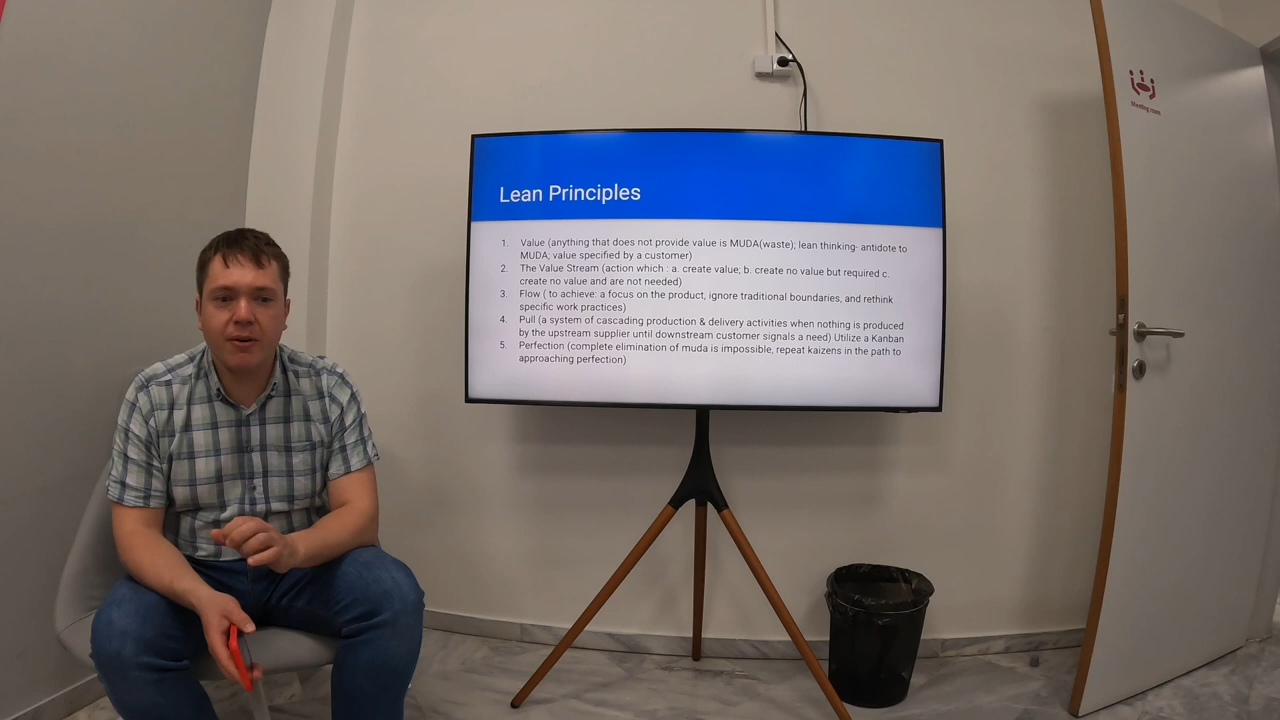 Lean Principles
1. Value (anything that does not provide value is MUDA(waste); lean thinking- antidote to
MUDA; value specified by a customer)
2. The Value Stream (action which : a. create value; b. create no value but required c.
create no value and are not needed)
3. Flow ( to achieve: a focus on the product, ignore traditional boundaries, and rethink
specific work practices)
4. Pull (a system of cascading production & delivery activities when nothing is produced
by the upstream supplier until downstream customer signals a need) Utilize a Kanban
5. Perfection (complete elimination of muda is impossible, repeat kaizens in the path to
approaching perfection)
Meeting room